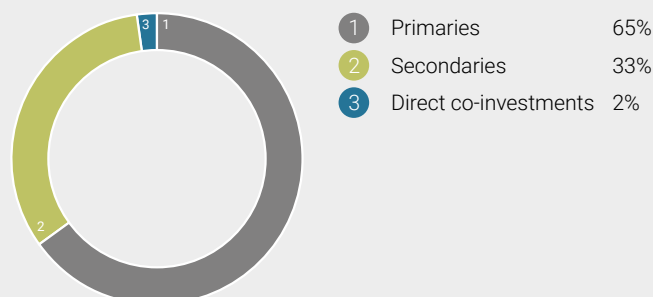 3 1
2
1 Primaries 65%
2 Secondaries 33%
3 Direct co-investments 2%